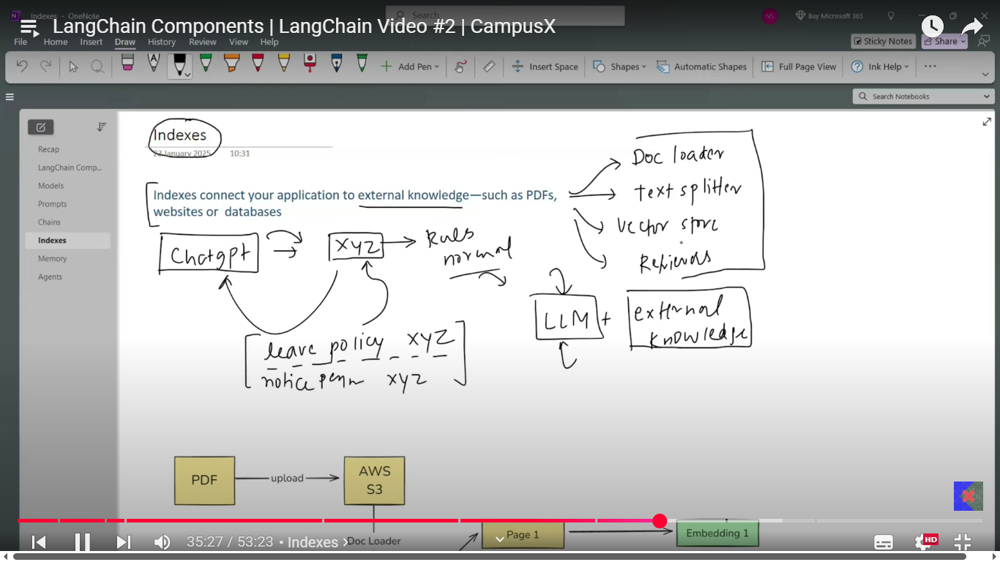 Indexes - OneNote
Search
NS
Buy Microsoft 365
LangChain Components | LangChain Video #2 | CampusX
File Home Insert Draw History Review View Help
Sticky Notes
Share
Add Pen
Insert Space
Shapes
Automatic Shapes
Full Page View
Ink Help
Search Notebooks
Recap
LangChain Comp...
Models
Prompts
Chains
Indexes
Memory
Agents
Indexes
23 January 2025 10:31
Indexes connect your application to external knowledge—such as PDFs,
websites or databases
Doc loader
text splitter
vector store
Chatgpt
XYZ
Rules
normal
LLM + external
knowledge
leave policy XYZ
notice XYZ
PDF
upload
AWS
S3
Doc Loader
Page 1
Embedding 1
35:27 / 53:23 • Indexes
HD